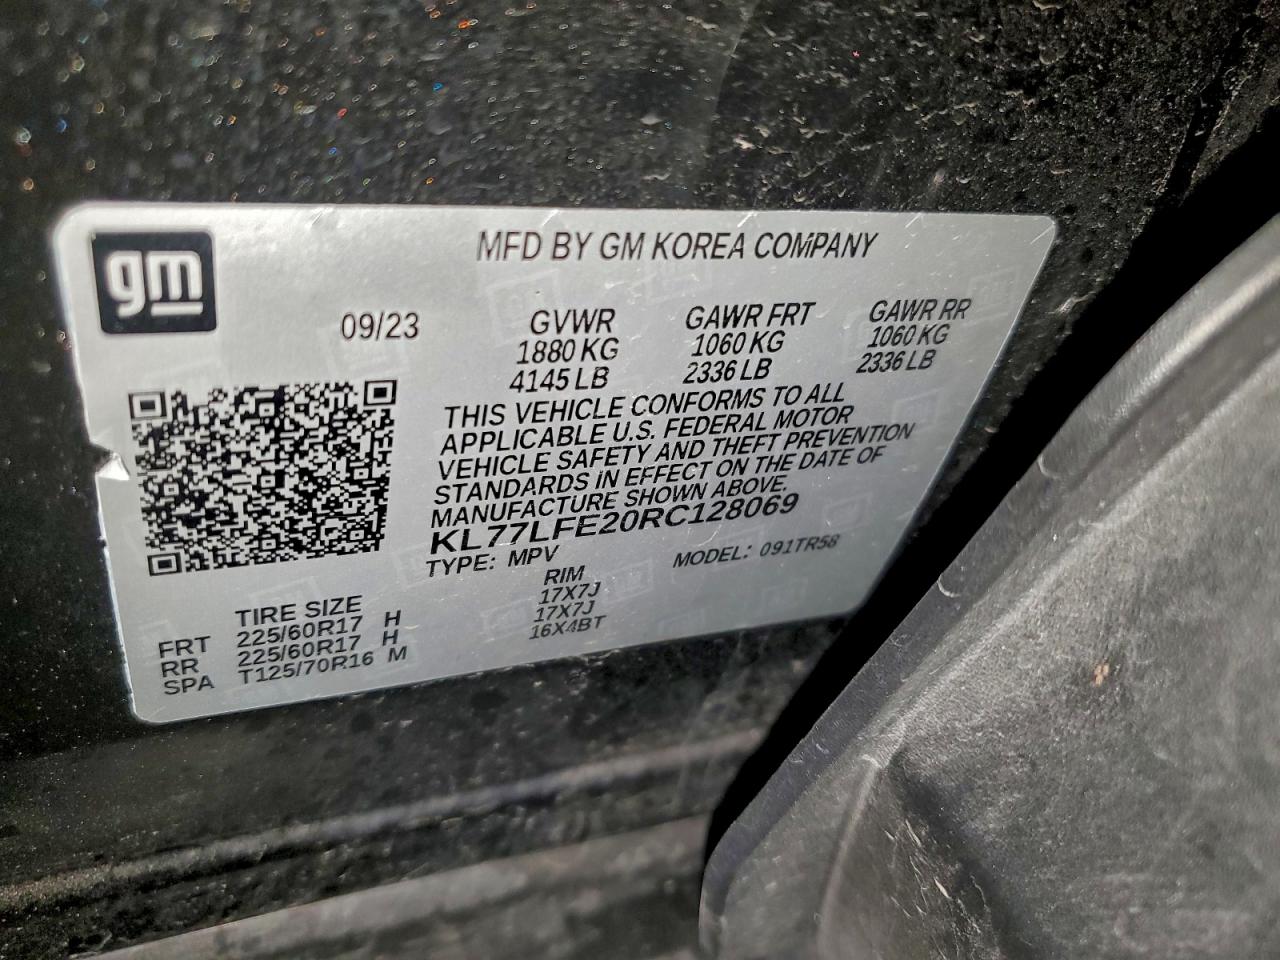 gm
MFD BY GM KOREA COMPANY
09/23
GVWR GAWR FRT GAWR RR
1880 KG 1060 KG 1060 KG
4145 LB 2336 LB 2336 LB
THIS VEHICLE CONFORMS TO ALL
APPLICABLE U.S. FEDERAL MOTOR
VEHICLE SAFETY AND THEFT PREVENTION
STANDARDS IN EFFECT ON THE DATE OF
MANUFACTURE SHOWN ABOVE.
KL77LFE20RC128069
TYPE: MPV MODEL: 091TR58
TIRE SIZE RIM
FRT 225/60R17 H 17X7J
RR 225/60R17 H 17X7J
SPA T125/70R16 M 16X4BT